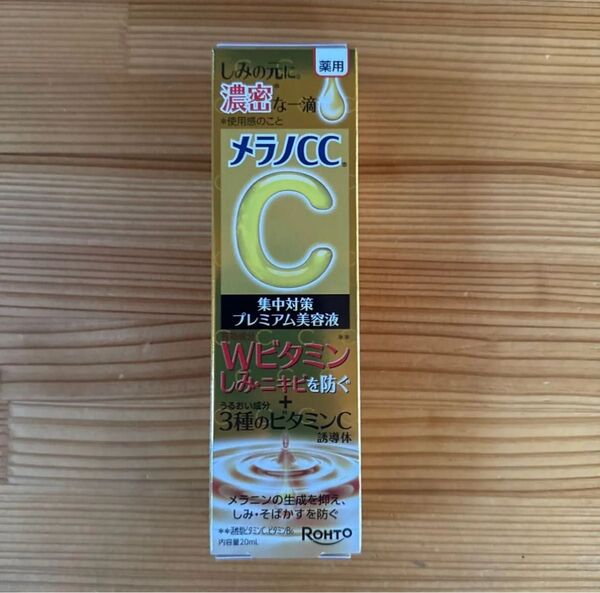 しみの元に。
薬用
濃密な一滴
*使用感のこと
メラノCC®
C
集中対策
プレミアム美容液
**
Wビタミン
しみ・ニキビを防ぐ
+
うるおい成分
3種のビタミンC
誘導体
メラニンの生成を抑え、
しみ・そばかすを防ぐ
内容量20mL
ROHTO